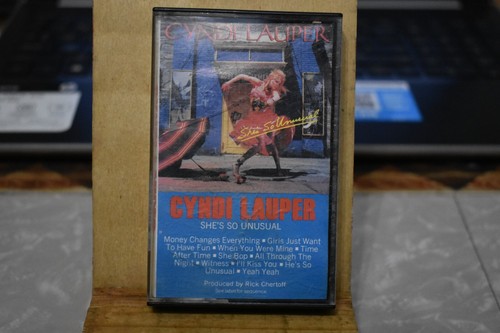 CYNDI LAUPER
She's So Unusual
CYNDI LAUPER
SHE'S SO UNUSUAL
Money Changes Everything ▪ Girls Just Want
To Have Fun ▪ When You Were Mine ▪ Time
After Time ▪ She Bop ▪ All Through The
Night ▪ Witness ▪ I'll Kiss You ▪ He's So
Unusual ▪ Yeah Yeah
Produced by Rick Chertoff